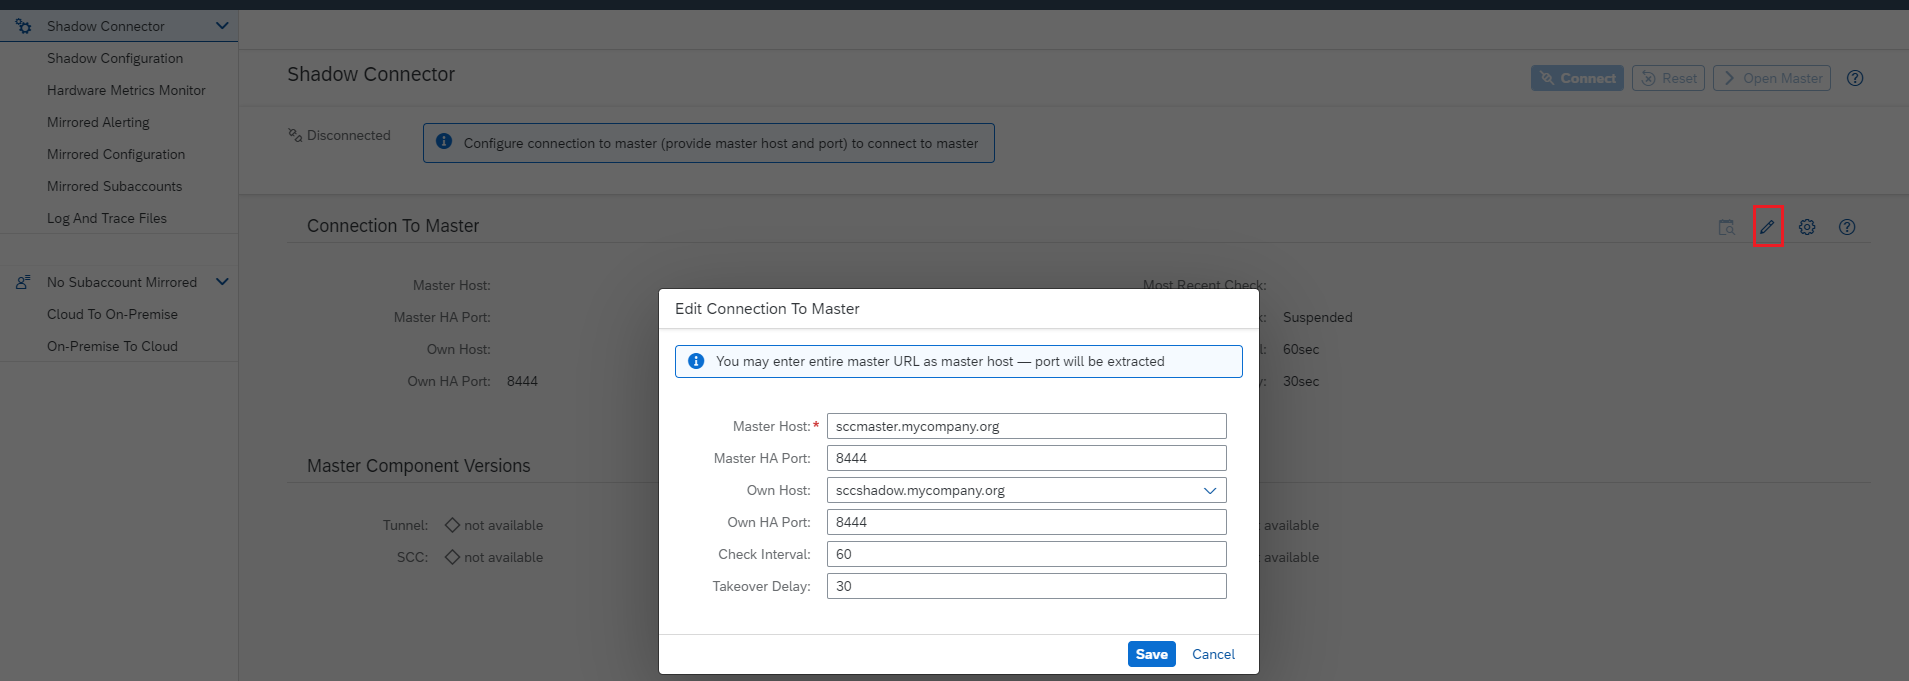 Shadow Connector
Shadow Configuration
Hardware Metrics Monitor
Mirrored Alerting
Mirrored Configuration
Mirrored Subaccounts
Log And Trace Files
No Subaccount Mirrored
Cloud To On-Premise
On-Premise To Cloud
Shadow Connector
Connect Reset Open Master
Disconnected
Configure connection to master (provide master host and port) to connect to master
Connection To Master
Master Host:
Master HA Port:
Own Host:
Own HA Port: 8444
Most Recent Check:
Suspended
60sec
30sec
Master Component Versions
Tunnel: not available
SCC: not available
available
available
Edit Connection To Master
You may enter entire master URL as master host — port will be extracted
Master Host:* sccmaster.mycompany.org
Master HA Port: 8444
Own Host: sccshadow.mycompany.org
Own HA Port: 8444
Check Interval: 60
Takeover Delay: 30
Save Cancel